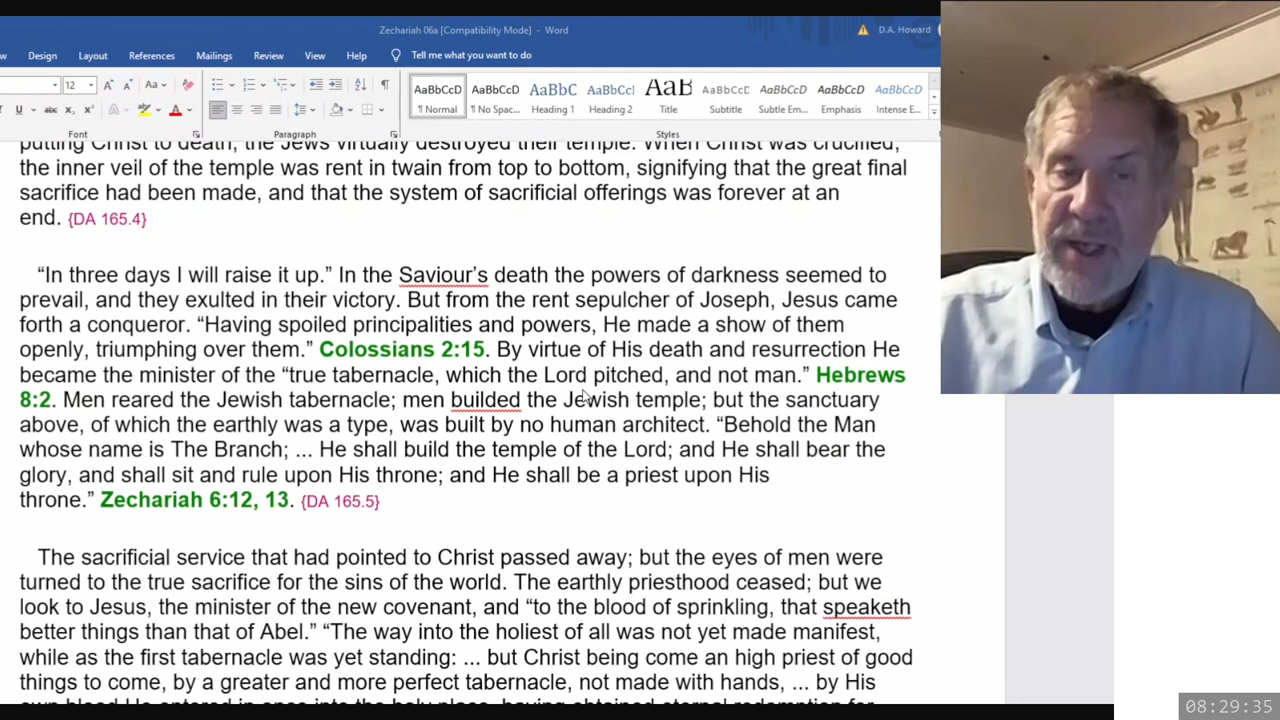 Zechariah 06a [Compatibility Mode] - Word
D.A. Howard
Design Layout References Mailings Review View Help Tell me what you want to do
12 Aa
AaBbCcD AaBbCcD AaBbC AaBbCcI AaB AaBbCcC AaBbCcD AaBbCcD AaBbCcD
¶ Normal ¶ No Spac... Heading 1 Heading 2 Title Subtitle Subtle Em... Emphasis Intense E...
Font Paragraph Styles
putting Christ to death, the Jews virtually destroyed their temple. When Christ was crucified,
the inner veil of the temple was rent in twain from top to bottom, signifying that the great final
sacrifice had been made, and that the system of sacrificial offerings was forever at an
end. {DA 165.4}
“In three days I will raise it up.” In the Saviour’s death the powers of darkness seemed to
prevail, and they exulted in their victory. But from the rent sepulcher of Joseph, Jesus came
forth a conqueror. “Having spoiled principalities and powers, He made a show of them
openly, triumphing over them.” Colossians 2:15. By virtue of His death and resurrection He
became the minister of the “true tabernacle, which the Lord pitched, and not man.” Hebrews
8:2. Men reared the Jewish tabernacle; men builded the Jewish temple; but the sanctuary
above, of which the earthly was a type, was built by no human architect. “Behold the Man
whose name is The Branch; ... He shall build the temple of the Lord; and He shall bear the
glory, and shall sit and rule upon His throne; and He shall be a priest upon His
throne.” Zechariah 6:12, 13. {DA 165.5}
The sacrificial service that had pointed to Christ passed away; but the eyes of men were
turned to the true sacrifice for the sins of the world. The earthly priesthood ceased; but we
look to Jesus, the minister of the new covenant, and “to the blood of sprinkling, that speaketh
better things than that of Abel.” “The way into the holiest of all was not yet made manifest,
while as the first tabernacle was yet standing: ... but Christ being come an high priest of good
things to come, by a greater and more perfect tabernacle, not made with hands, ... by His
own blood He entered in once into the holy place, having obtained eternal redemption for
08:29:35